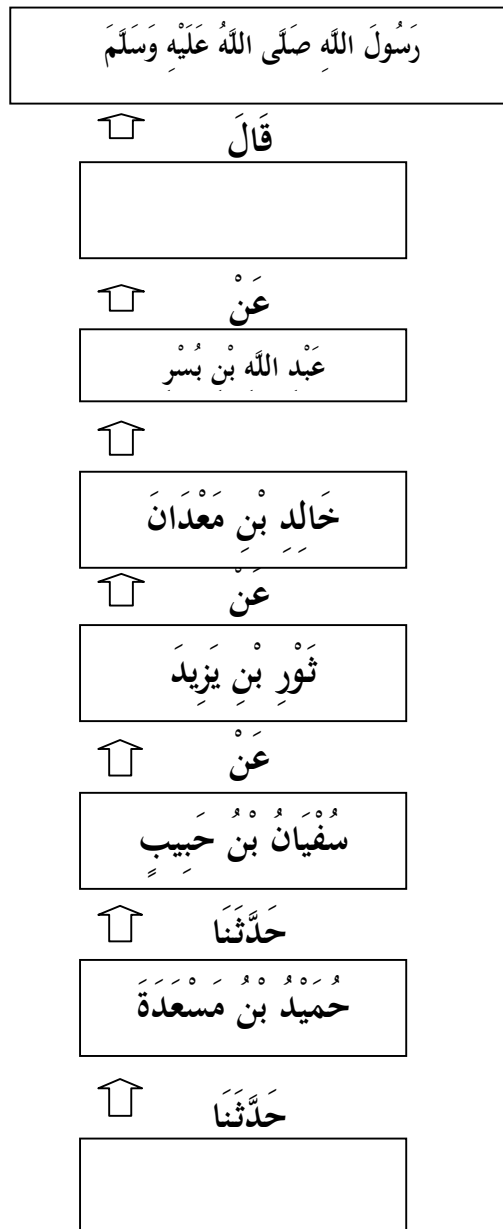 رَسُولَ اللَّهِ صَلَّى اللَّهُ عَلَيْهِ وَسَلَّمَ
قَالَ
عَنْ
عَبْدِ اللَّهِ بْنِ بُسْرٍ
خَالِدِ بْنِ مَعْدَانَ
عَنْ
ثَوْرِ بْنِ يَزِيدَ
عَنْ
سُفْيَانُ بْنُ حَبِيبٍ
حَدَّثَنَا
حُمَيْدُ بْنُ مَسْعَدَةَ
حَدَّثَنَا